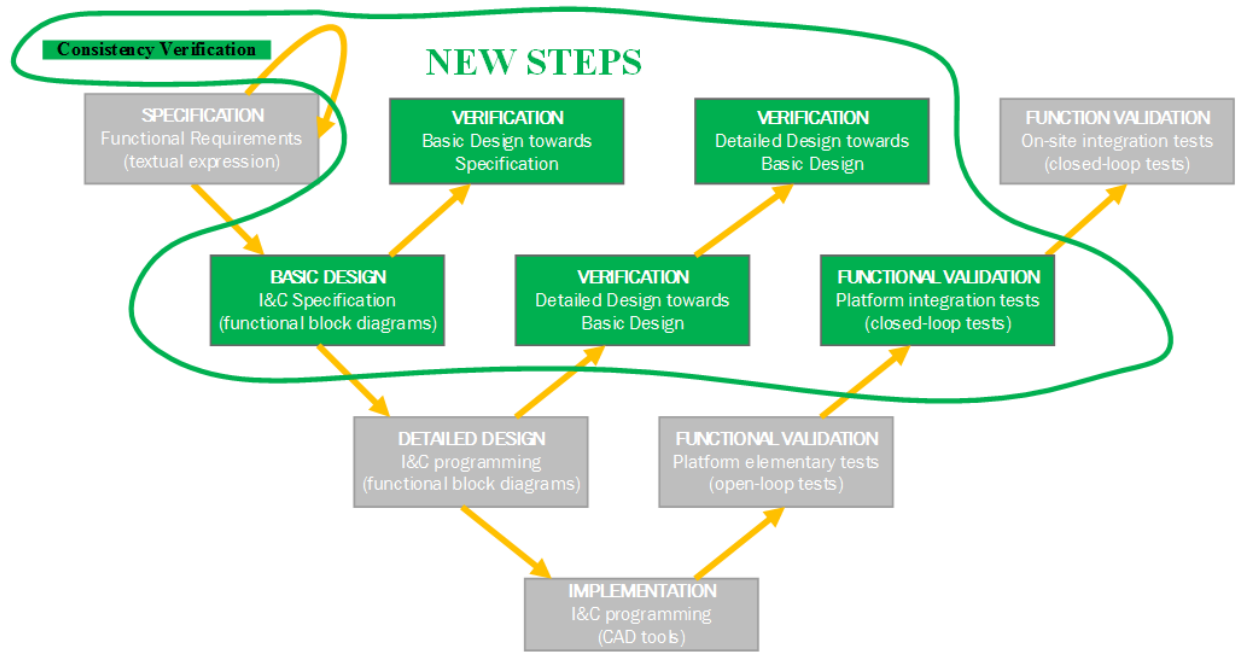 Consistency Verification
NEW STEPS
SPECIFICATION
Functional Requirements
(textual expression)
VERIFICATION
Basic Design towards
Specification
VERIFICATION
Detailed Design towards
Basic Design
FUNCTION VALIDATION
On-site integration tests
(closed-loop tests)
BASIC DESIGN
I&C Specification
(functional block diagrams)
VERIFICATION
Detailed Design towards
Basic Design
FUNCTIONAL VALIDATION
Platform integration tests
(closed-loop tests)
DETAILED DESIGN
I&C programming
(functional block diagrams)
FUNCTIONAL VALIDATION
Platform elementary tests
(open-loop tests)
IMPLEMENTATION
I&C programming
(CAD tools)